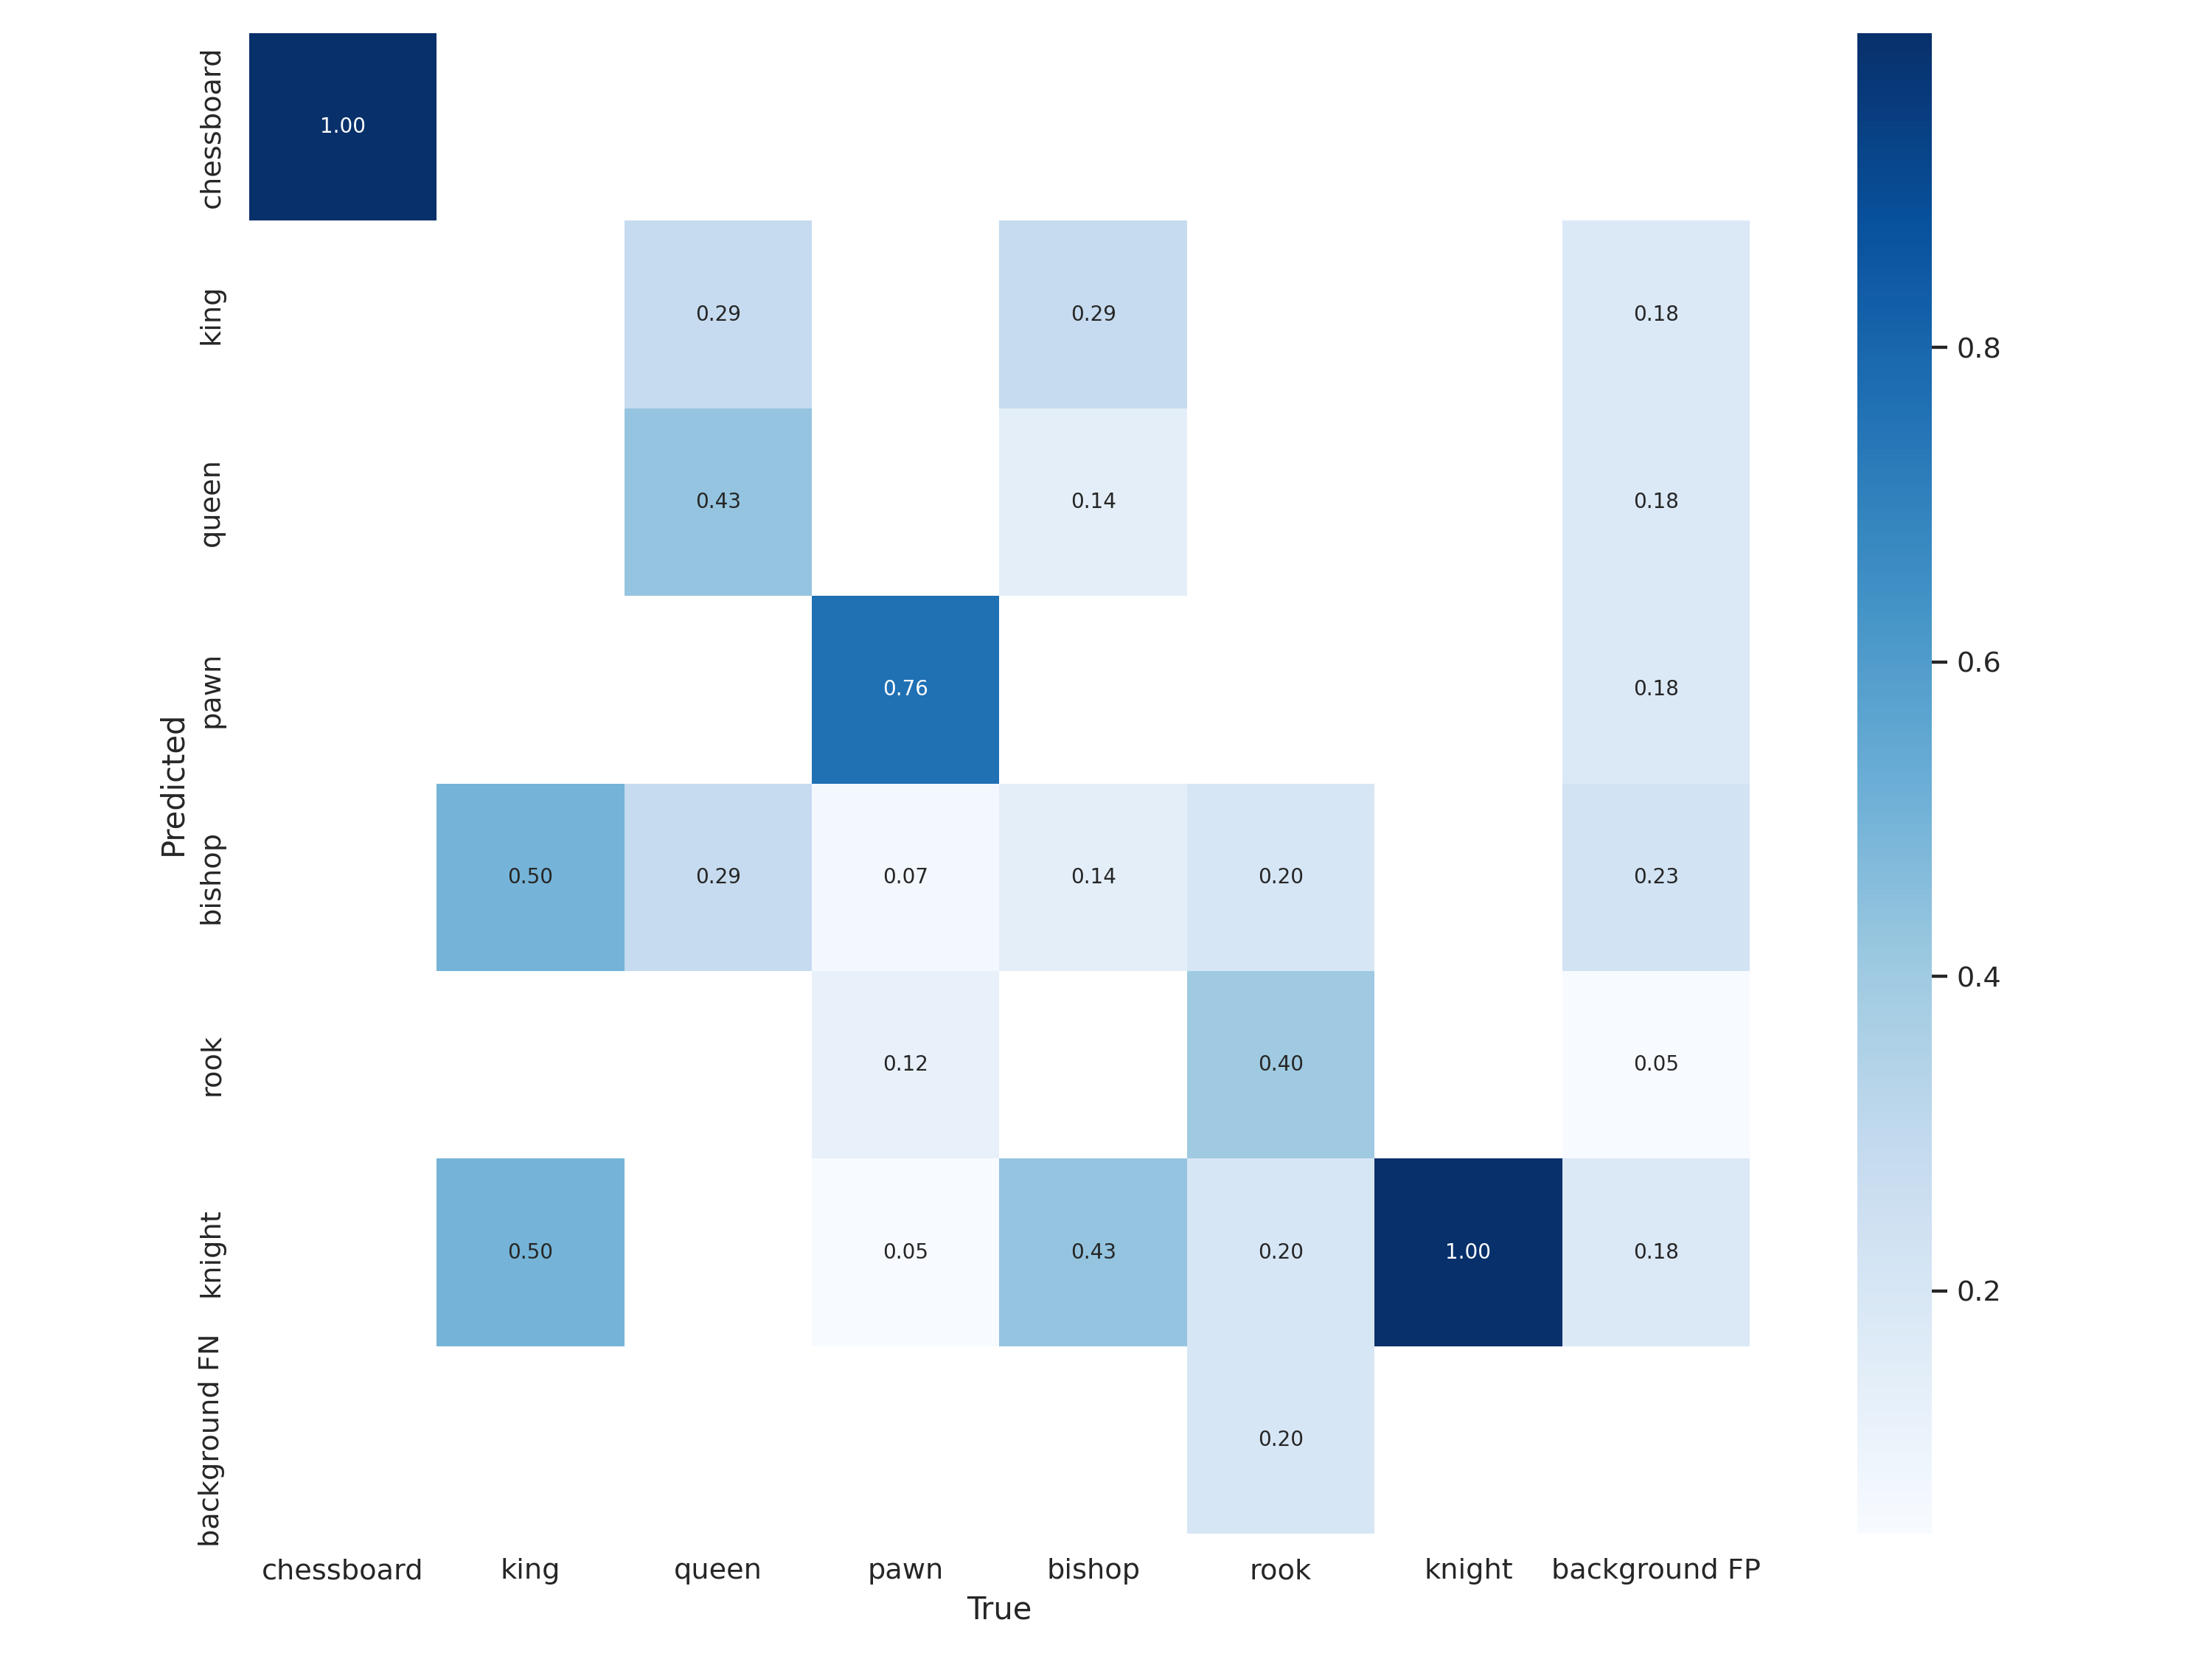 chessboard
1.00
king
0.29 0.29 0.18
0.8
queen
0.43 0.14 0.18
pawn
0.76 0.18
0.6
Predicted
bishop
0.50 0.29 0.07 0.14 0.20 0.23
0.4
rook
0.12 0.40 0.05
knight
0.50 0.05 0.43 0.20 1.00 0.18
0.2
background FN
0.20
chessboard king queen pawn bishop rook knight background FP
True